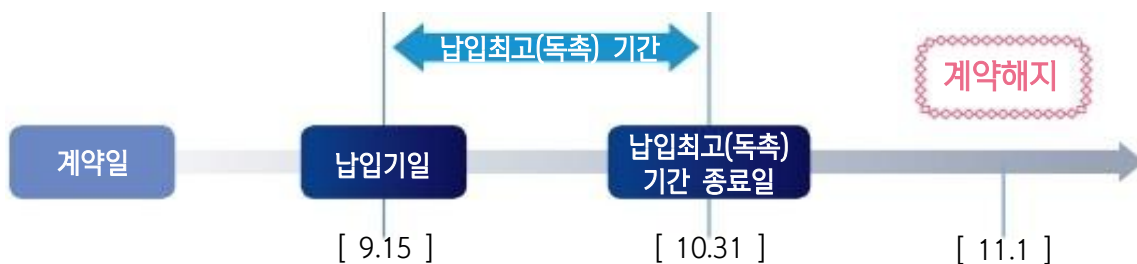 납입최고(독촉) 기간
계약해지
계약일
납입기일
납입최고(독촉)
기간 종료일
[ 9.15 ]
[ 10.31 ]
[ 11.1 ]